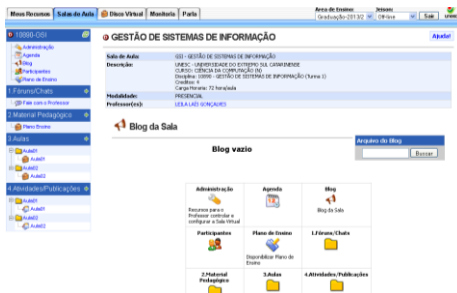 Meus Recursos Salas de Aula Disco Virtual Monitoria Fale
Área de Ensino:
Graduação-2013/2 Off-line Sair
10098-GSI
Administração
Agenda
Blog
Participantes
Plano de Ensino
1.Fóruns/Chats
Fale com o Professor
2.Material Pedagógico
Plano Ensino
3.Aulas
Aula01
Aula01
Aula02
Aula02
4.Atividades/Publicações
Aula01
Aula01
Aula02
Aula02
GESTÃO DE SISTEMAS DE INFORMAÇÃO
Ajuda!
Sala de Aula: GSI - GESTÃO DE SISTEMAS DE INFORMAÇÃO
Descrição: UNESC - UNIVERSIDADE DO EXTREMO SUL CATARINENSE
CURSO: CIÊNCIA DA COMPUTAÇÃO (N)
Disciplina: 10098 - GESTÃO DE SISTEMAS DE INFORMAÇÃO (Turma 1)
Créditos: 4
Carga Horária: 72 hora/aula
Modalidade: PRESENCIAL
Professor(es): LEILA LAÍS GONÇALVES
Blog da Sala
Arquivo do Blog
Buscar
Blog vazio
Administração Agenda Blog
Recursos para o Professor controlar e configurar a Sala Virtual
Blog da Sala
Participantes Plano de Ensino 1.Fóruns/Chats
Disponibilizar Plano de Ensino
2.Material Pedagógico 3.Aulas 4.Atividades/Publicações